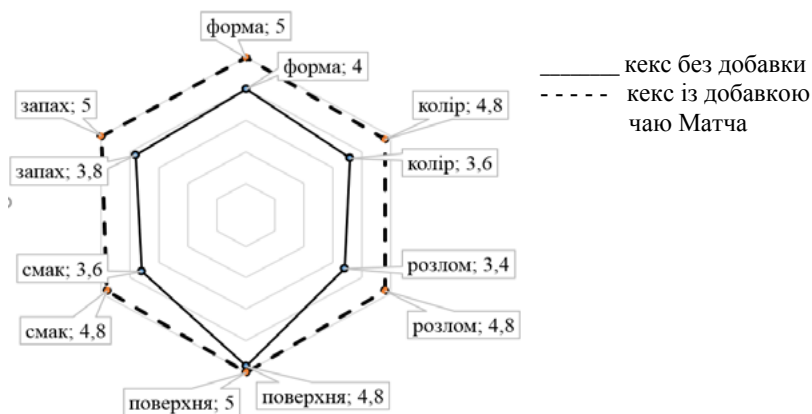 форма; 5
форма; 4
запах; 5
колір; 4,8
запах; 3,8
колір; 3,6
смак; 3,6
розлом; 3,4
смак; 4,8
розлом; 4,8
поверхня; 5
поверхня; 4,8
________ кекс без добавки
- - - - - кекс із добавкою
чаю Матча